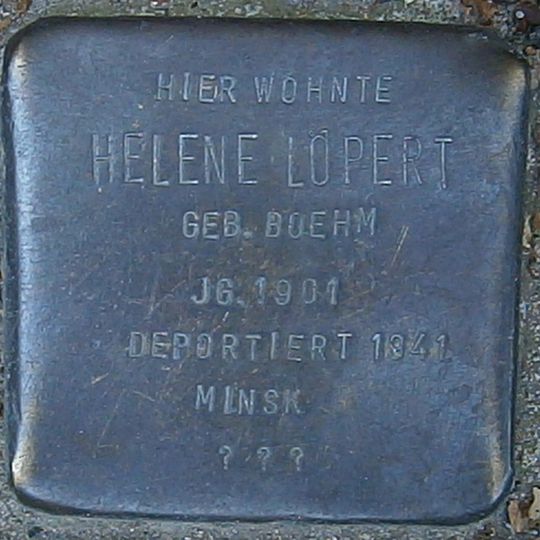 HIER WOHNTE
HELENE LÖPERT
GEB. BOEHM
JG. 1901
DEPORTIERT 1941
MINSK
? ? ?